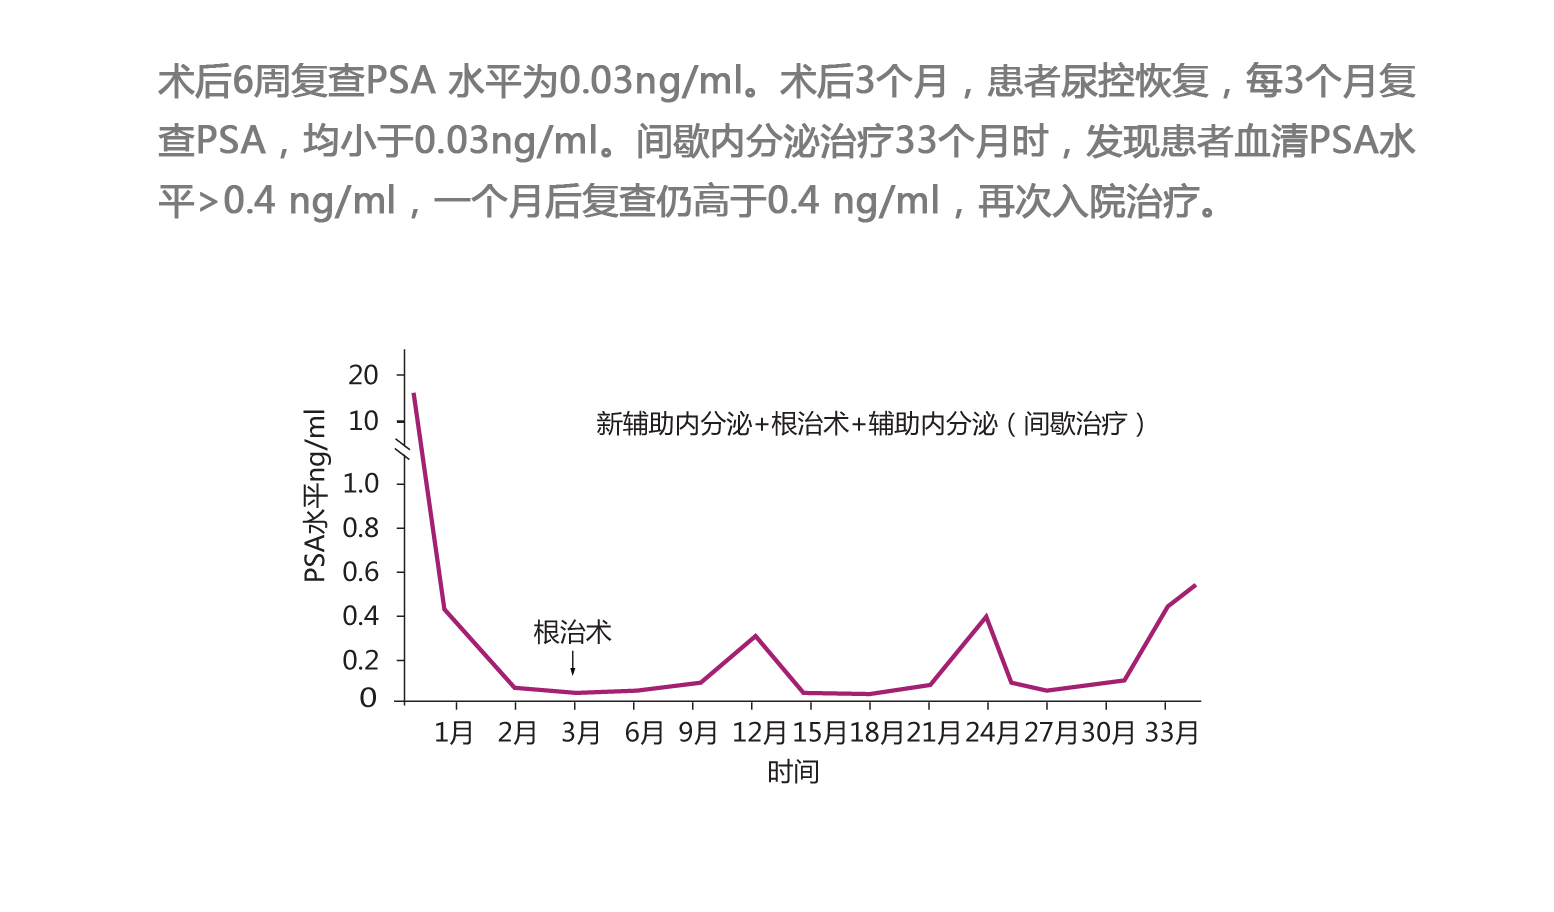 术后6周复查PSA 水平为0.03ng/ml。术后3个月，患者尿控恢复，每3个月复
查PSA，均小于0.03ng/ml。间歇内分泌治疗33个月时，发现患者血清PSA水
平>0.4 ng/ml，一个月后复查仍高于0.4 ng/ml，再次入院治疗。
20
10
新辅助内分泌+根治术+辅助内分泌（间歇治疗）
PSA水平ng/ml
1.0
0.8
0.6
0.4
根治术
0.2
0
1月 2月 3月 6月 9月 12月 15月 18月 21月 24月 27月 30月 33月
时间